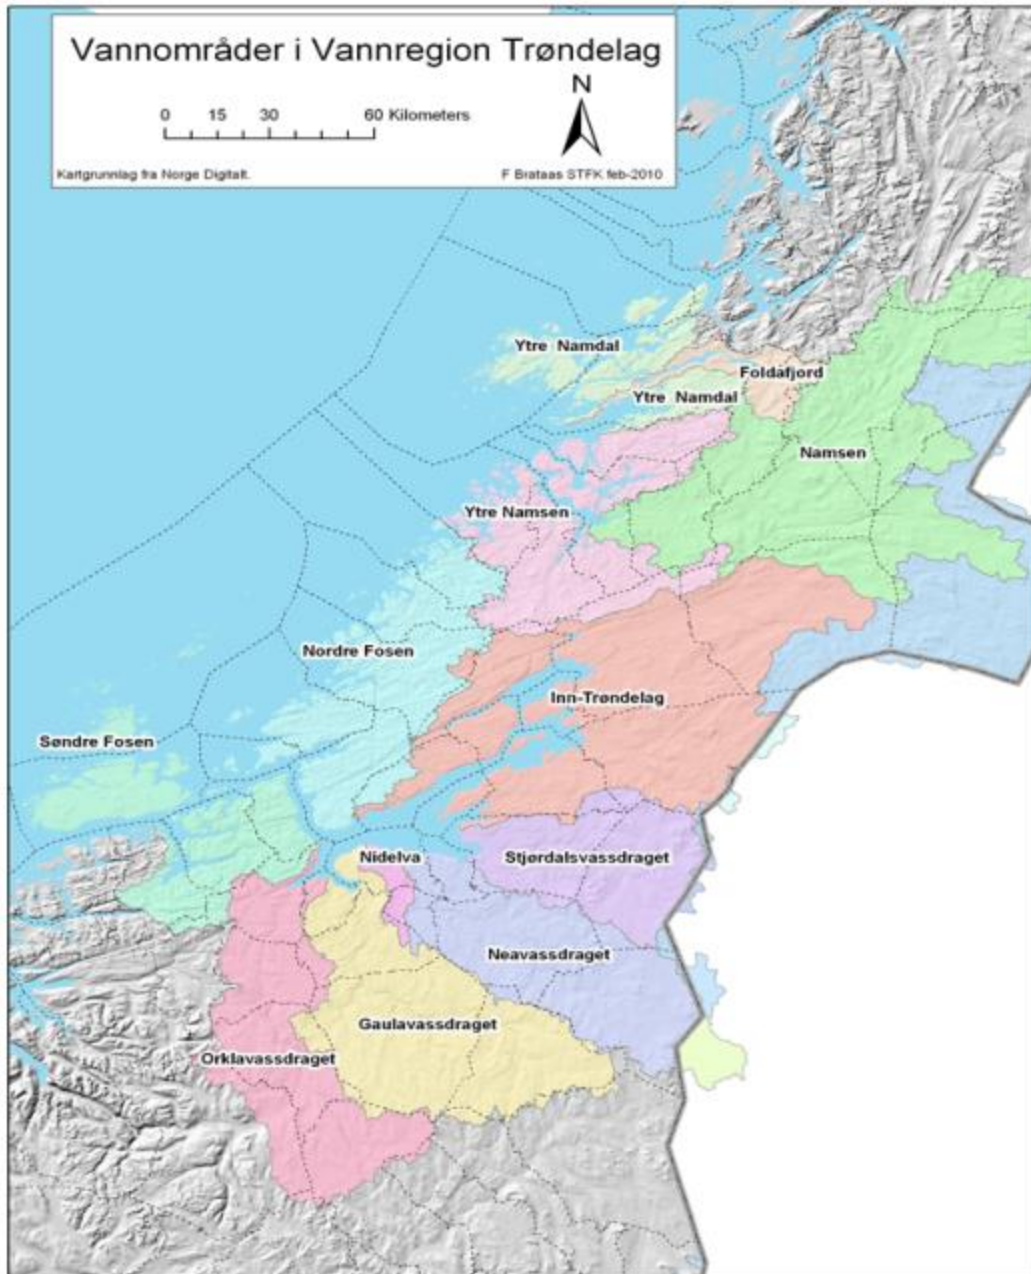 Vannområder i Vannregion Trøndelag
N
0 15 30 60 Kilometers
Kartgrunnlag fra Norge Digitalt.
F Brataas STFK feb-2010
Ytre Namdal
Foldafjord
Ytre Namdal
Namsen
Ytre Namsen
Nordre Fosen
Inn-Trøndelag
Søndre Fosen
Nidelva
Stjørdalsvassdraget
Neavassdraget
Gaulavassdraget
Orklavassdraget